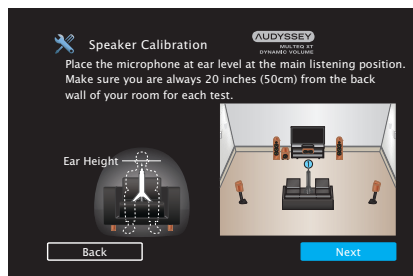 Speaker Calibration
AUDYSSEY
MULTEQ XT
DYNAMIC VOLUME
Place the microphone at ear level at the main listening position.
Make sure you are always 20 inches (50cm) from the back
wall of your room for each test.
1
Ear Height
Back
Next